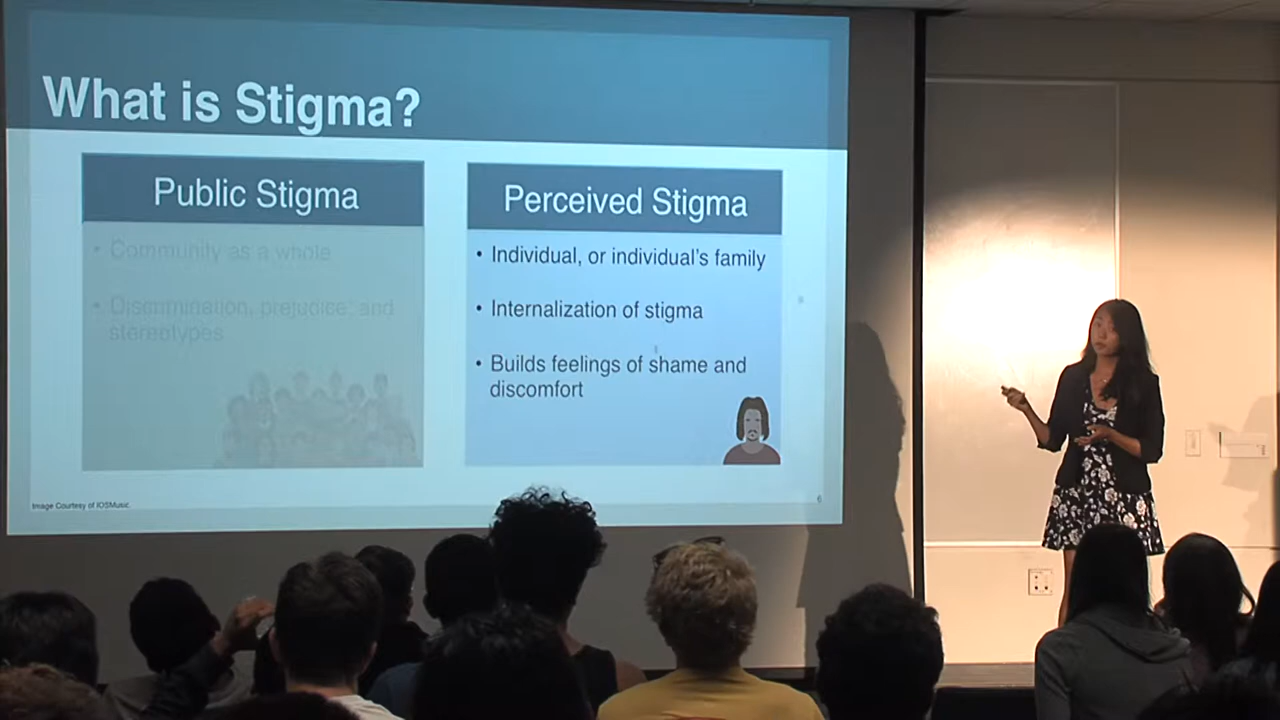 What is Stigma?
Public Stigma
• Community as a whole
• Discrimination, prejudice, and
stereotypes
Perceived Stigma
• Individual, or individual's family
• Internalization of stigma
• Builds feelings of shame and
discomfort
Image Courtesy of IOSMusic.
6